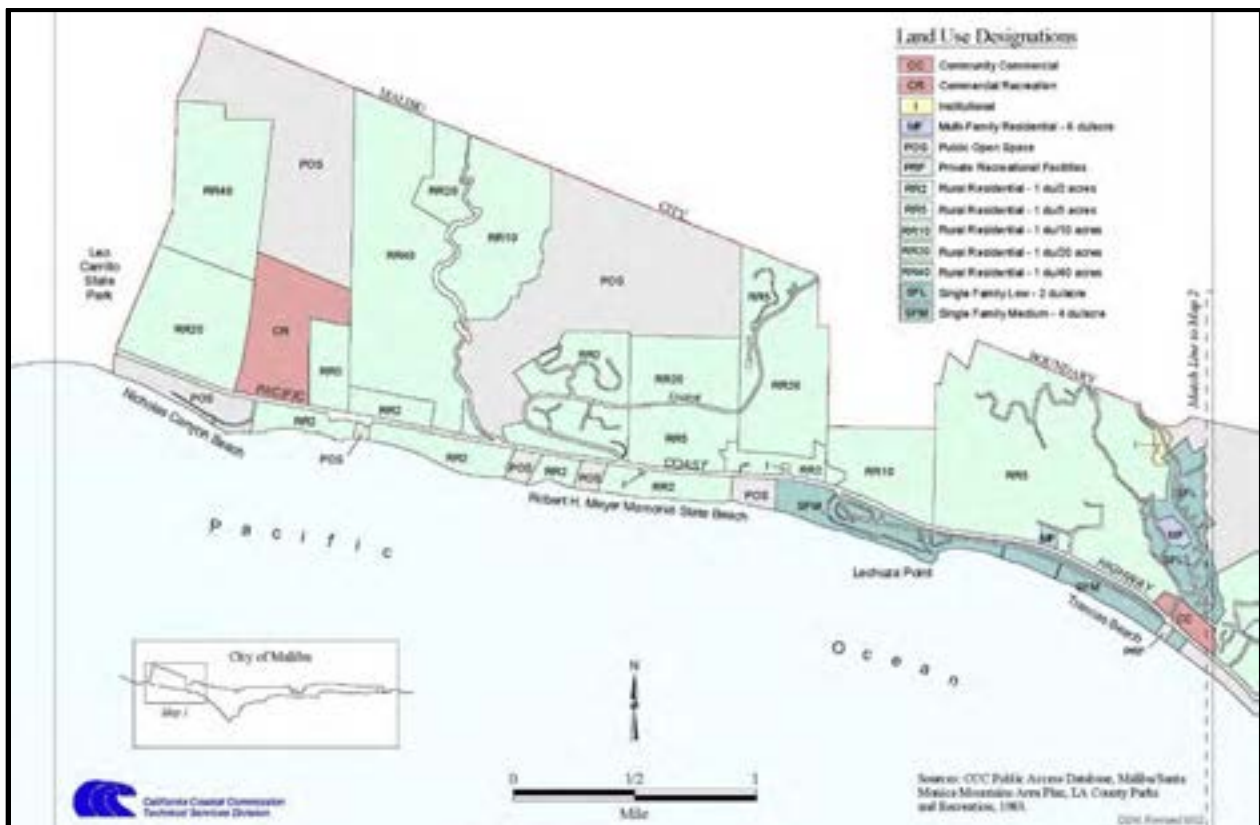 Land Use Designations
CC Community Commercial
CR Commercial Recreation
I Institutional
MF Multi-Family Residential - 6 du/acre
POS Public Open Space
PRF Private Recreational Facilities
RR2 Rural Residential - 1 du/2 acres
RR5 Rural Residential - 1 du/5 acres
RR10 Rural Residential - 1 du/10 acres
RR20 Rural Residential - 1 du/20 acres
RR40 Rural Residential - 1 du/40 acres
SFL Single Family Low - 2 du/acre
SFM Single Family Medium - 4 du/acre
MALIBU
CITY
BOUNDARY
Match Line to Map 2
POS
RR40
RR20
RR10
RR40
POS
RR5
Leo
Carrillo
State
Park
RR20
CR
RR5
RR2
RR20
RR20
PACIFIC
COAST
HIGHWAY
POS
RR2
RR2
POS
RR2
RR5
POS
RR2
POS
RR2
POS
RR2
RR10
RR5
I
SFL
MF
SFL
MF
SFM
SFM
CC
PRF
Nicholas Canyon Beach
Robert H. Meyer Memorial State Beach
Lechuza Point
Trancas Beach
Pacific
Ocean
City of Malibu
Map 1
N
0 1/2 1
Mile
California Coastal Commission
Technical Services Division
Sources: CCC Public Access Database, Malibu/Santa
Monica Mountains Area Plan, LA County Parks
and Recreation, 1983.